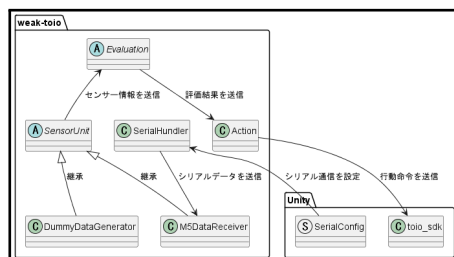 weak-toio
A Evaluation
センサー情報を送信
評価結果を送信
A SensorUnit
C SerialHundler
C Action
継承
継承
シリアルデータを送信
シリアル通信を設定
行動命令を送信
Unity
C DummyDataGenerator
C M5DataReceiver
S SerialConfig
C toio_sdk